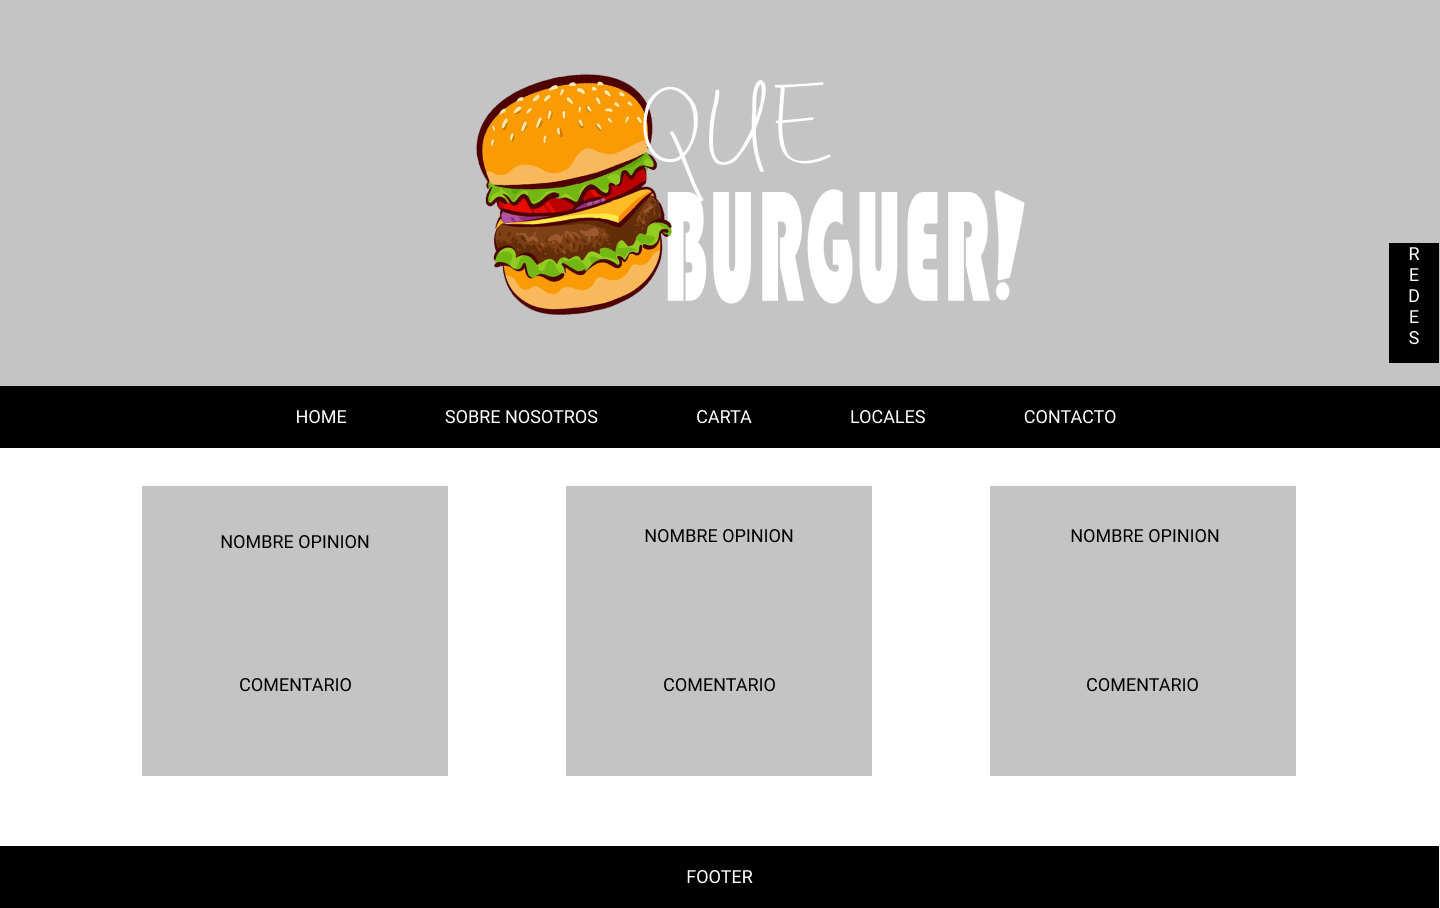 QUE
BURGUER!
R
E
D
E
S
HOME SOBRE NOSOTROS CARTA LOCALES CONTACTO
NOMBRE OPINION NOMBRE OPINION NOMBRE OPINION
COMENTARIO COMENTARIO COMENTARIO
FOOTER